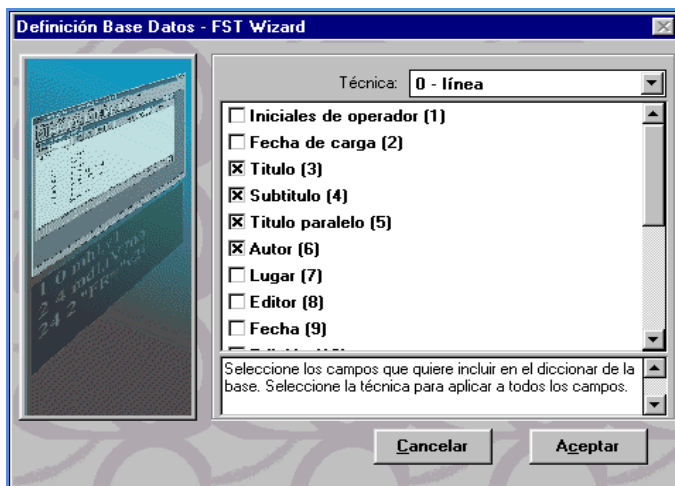 Definición Base Datos - FST Wizard
Técnica: 0 - línea
Iniciales de operador (1)
Fecha de carga (2)
Titulo (3)
Subtitulo (4)
Titulo paralelo (5)
Autor (6)
Lugar (7)
Editor (8)
Fecha (9)
Seleccione los campos que quiere incluir en el diccionar de la
base. Seleccione la técnica para aplicar a todos los campos.
Cancelar
Aceptar